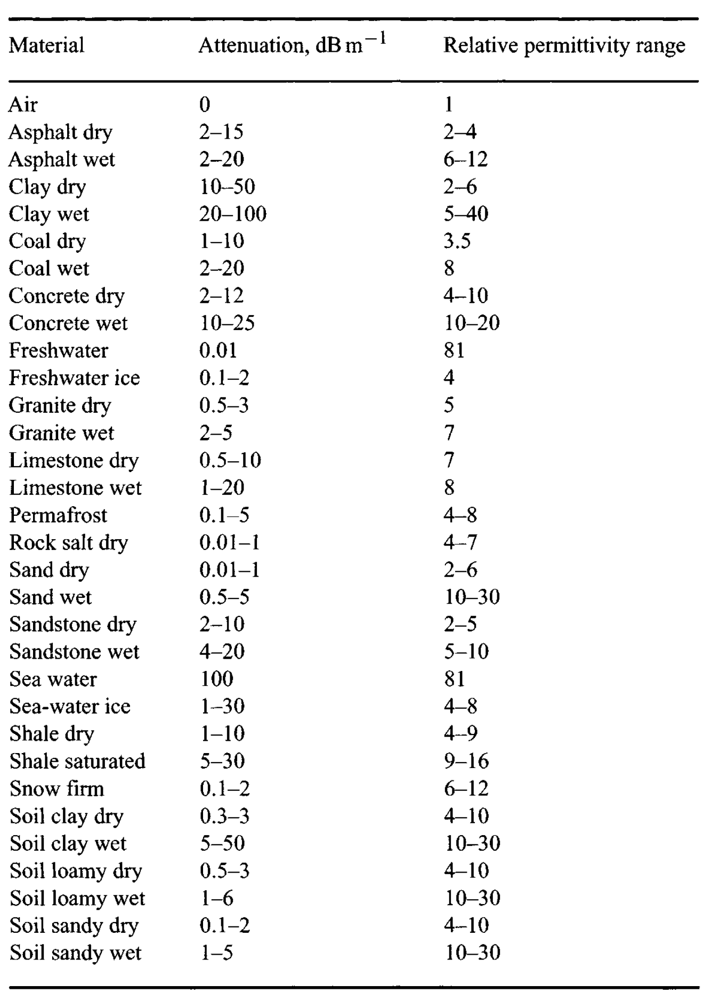 Material Attenuation, dB m⁻¹ Relative permittivity range
Air 0 1
Asphalt dry 2–15 2–4
Asphalt wet 2–20 6–12
Clay dry 10–50 2–6
Clay wet 20–100 5–40
Coal dry 1–10 3.5
Coal wet 2–20 8
Concrete dry 2–12 4–10
Concrete wet 10–25 10–20
Freshwater 0.01 81
Freshwater ice 0.1–2 4
Granite dry 0.5–3 5
Granite wet 2–5 7
Limestone dry 0.5–10 7
Limestone wet 1–20 8
Permafrost 0.1–5 4–8
Rock salt dry 0.01–1 4–7
Sand dry 0.01–1 2–6
Sand wet 0.5–5 10–30
Sandstone dry 2–10 2–5
Sandstone wet 4–20 5–10
Sea water 100 81
Sea-water ice 1–30 4–8
Shale dry 1–10 4–9
Shale saturated 5–30 9–16
Snow firm 0.1–2 6–12
Soil clay dry 0.3–3 4–10
Soil clay wet 5–50 10–30
Soil loamy dry 0.5–3 4–10
Soil loamy wet 1–6 10–30
Soil sandy dry 0.1–2 4–10
Soil sandy wet 1–5 10–30